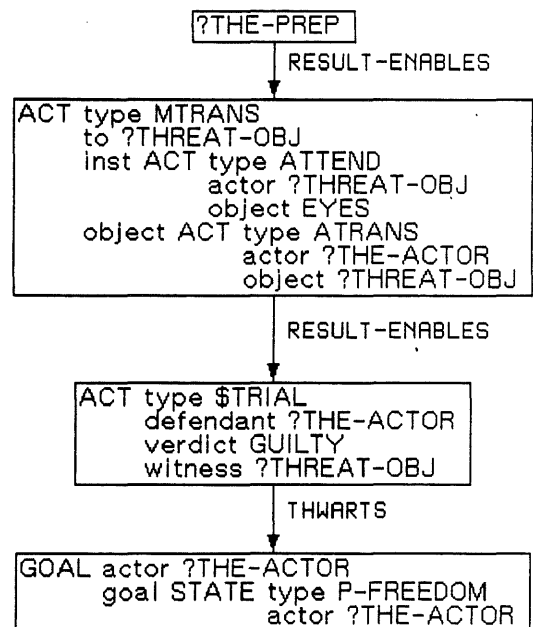 ?THE-PREP
RESULT-ENABLES
ACT type MTRANS
to ?THREAT-OBJ
inst ACT type ATTEND
actor ?THREAT-OBJ
object EYES
object ACT type ATRANS
actor ?THE-ACTOR
object ?THREAT-OBJ
RESULT-ENABLES
ACT type $TRIAL
defendant ?THE-ACTOR
verdict GUILTY
witness ?THREAT-OBJ
THWARTS
GOAL actor ?THE-ACTOR
goal STATE type P-FREEDOM
actor ?THE-ACTOR